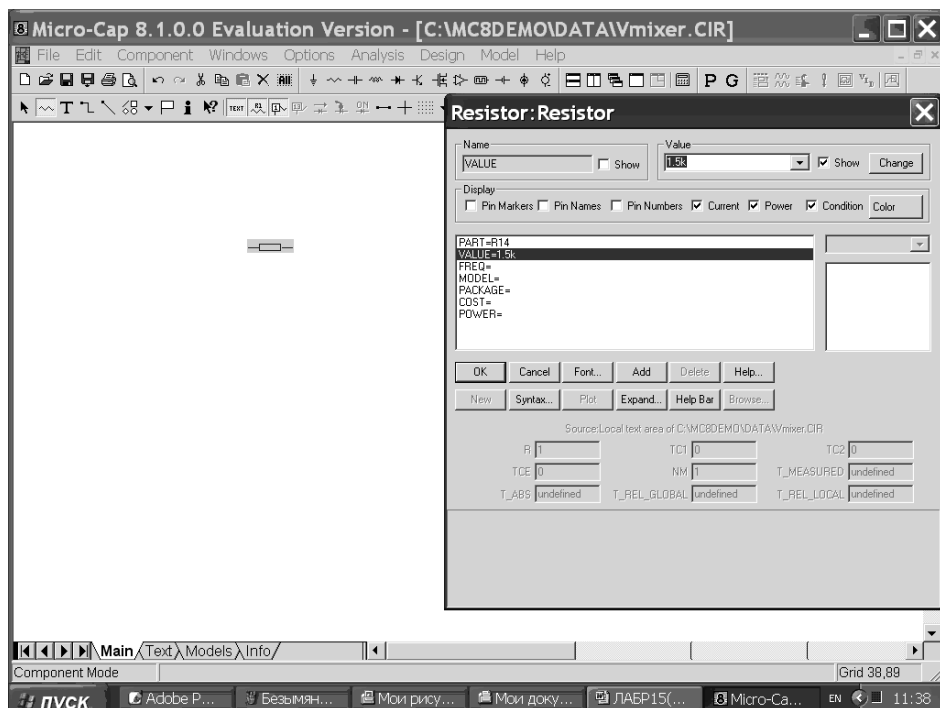 Micro-Cap 8.1.0.0 Evaluation Version - [C:\MC8DEMO\DATA\Vmixer.CIR]
File Edit Component Windows Options Analysis Design Model Help
P G
T TEXT
Resistor:Resistor
Name
Value
VALUE Show 1.5k Show Change
Display
Pin Markers Pin Names Pin Numbers Current Power Condition Color
PART=R14
VALUE=1.5k
FREQ=
MODEL=
PACKAGE=
COST=
POWER=
OK Cancel Font... Add Delete Help...
New Syntax... Plot Expand... Help Bar Browse...
Source:Local text area of C:\MC8DEMO\DATA\Vmixer.CIR
R 1 TC1 0 TC2 0
TCE 0 NM 1 T_MEASURED undefined
T_ABS undefined T_REL_GLOBAL undefined T_REL_LOCAL undefined
Main Text Models Info
Component Mode Grid 38,89
пуск Adobe P... Безымян... Мои рису... Мои доку... ЛАБР15(... Micro-Ca... EN 11:38